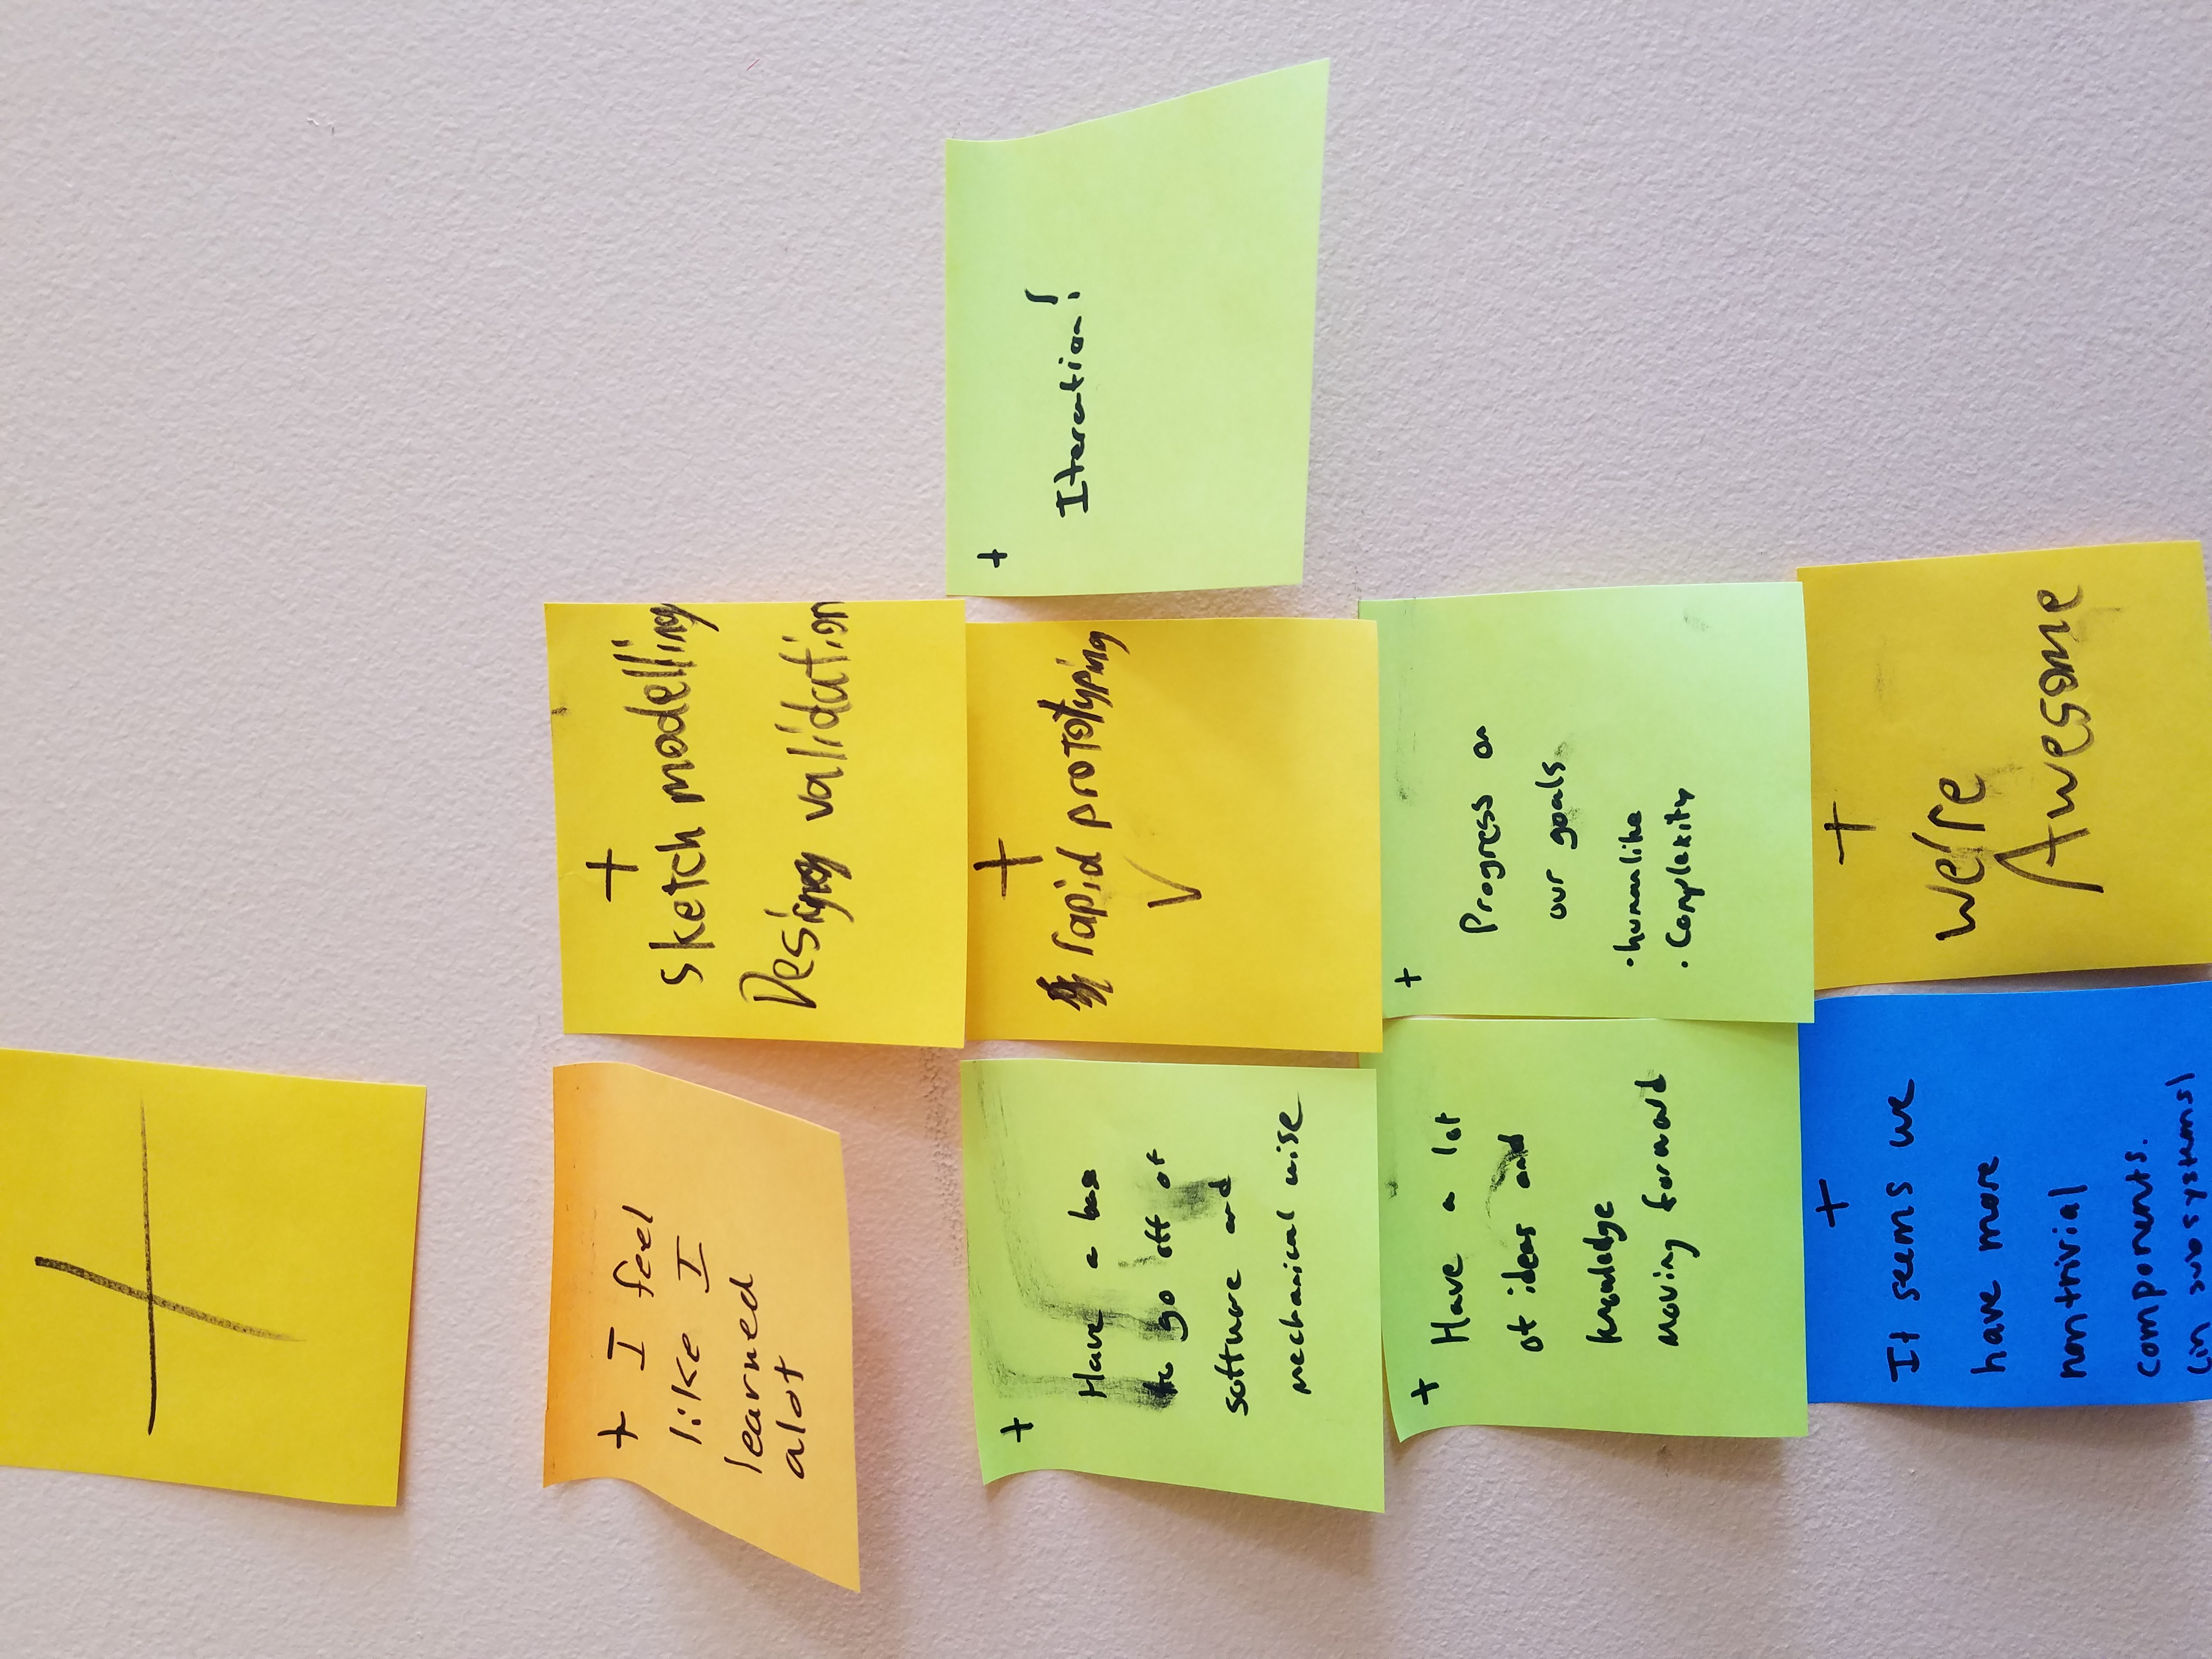 +
+ I feel
like I
learned
alot
+
Sketch modelling
Design validation
+
Have a base
to go off of
software and
mechanical wise
+
rapid prototyping
V
+
Iteration!
+
Have a lot
of ideas and
knowledge
moving forward
+
Progress on
our goals
• humanlike
• Complexity
+
It seems we
have more
nontrivial
components.
(in subsystems)
+
We're
Awesome